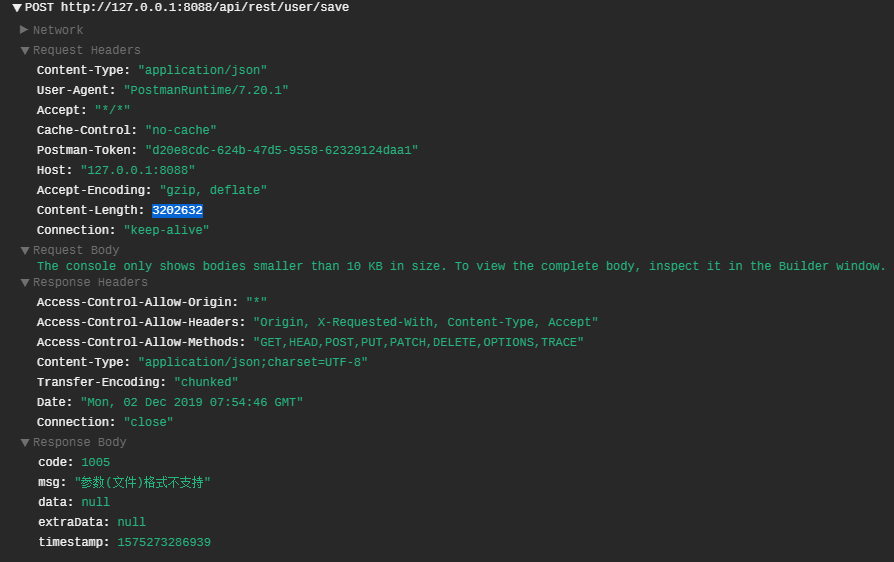 POST http://127.0.0.1:8088/api/rest/user/save
Network
Request Headers
Content-Type: "application/json"
User-Agent: "PostmanRuntime/7.20.1"
Accept: "*/*"
Cache-Control: "no-cache"
Postman-Token: "d20e8cdc-624b-47d5-9558-62329124daa1"
Host: "127.0.0.1:8088"
Accept-Encoding: "gzip, deflate"
Content-Length: 3202632
Connection: "keep-alive"
Request Body
The console only shows bodies smaller than 10 KB in size. To view the complete body, inspect it in the Builder window.
Response Headers
Access-Control-Allow-Origin: "*"
Access-Control-Allow-Headers: "Origin, X-Requested-With, Content-Type, Accept"
Access-Control-Allow-Methods: "GET,HEAD,POST,PUT,PATCH,DELETE,OPTIONS,TRACE"
Content-Type: "application/json;charset=UTF-8"
Transfer-Encoding: "chunked"
Date: "Mon, 02 Dec 2019 07:54:46 GMT"
Connection: "close"
Response Body
code: 1005
msg: "参数(文件)格式不支持"
data: null
extraData: null
timestamp: 1575273286939